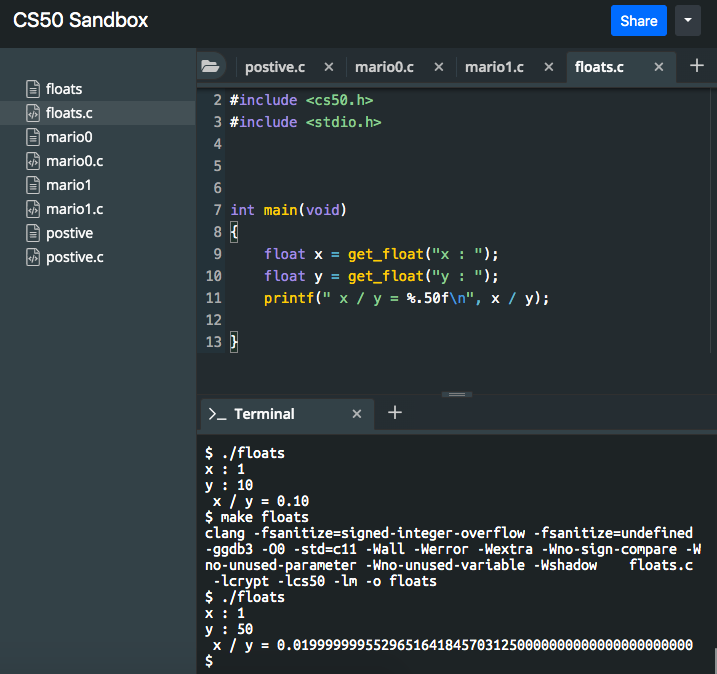 CS50 Sandbox
Share
floats
floats.c
mario0
mario0.c
mario1
mario1.c
postive
postive.c
postive.c × mario0.c × mario1.c × floats.c × +
2 #include <cs50.h>
3 #include <stdio.h>
4
5
6
7 int main(void)
8 {
9     float x = get_float("x : ");
10     float y = get_float("y : ");
11     printf(" x / y = %.50f\n", x / y);
12
13 }
>_ Terminal × +
$ ./floats
x : 1
y : 10
 x / y = 0.10
$ make floats
clang -fsanitize=signed-integer-overflow -fsanitize=undefined
-ggdb3 -O0 -std=c11 -Wall -Werror -Wextra -Wno-sign-compare -W
no-unused-parameter -Wno-unused-variable -Wshadow    floats.c
 -lcrypt -lcs50 -lm -o floats
$ ./floats
x : 1
y : 50
 x / y = 0.01999999955296516418457031250000000000000000000000
$